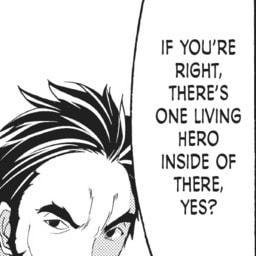 IF YOU'RE
RIGHT,
THERE'S
ONE LIVING
HERO
INSIDE OF
THERE,
YES?